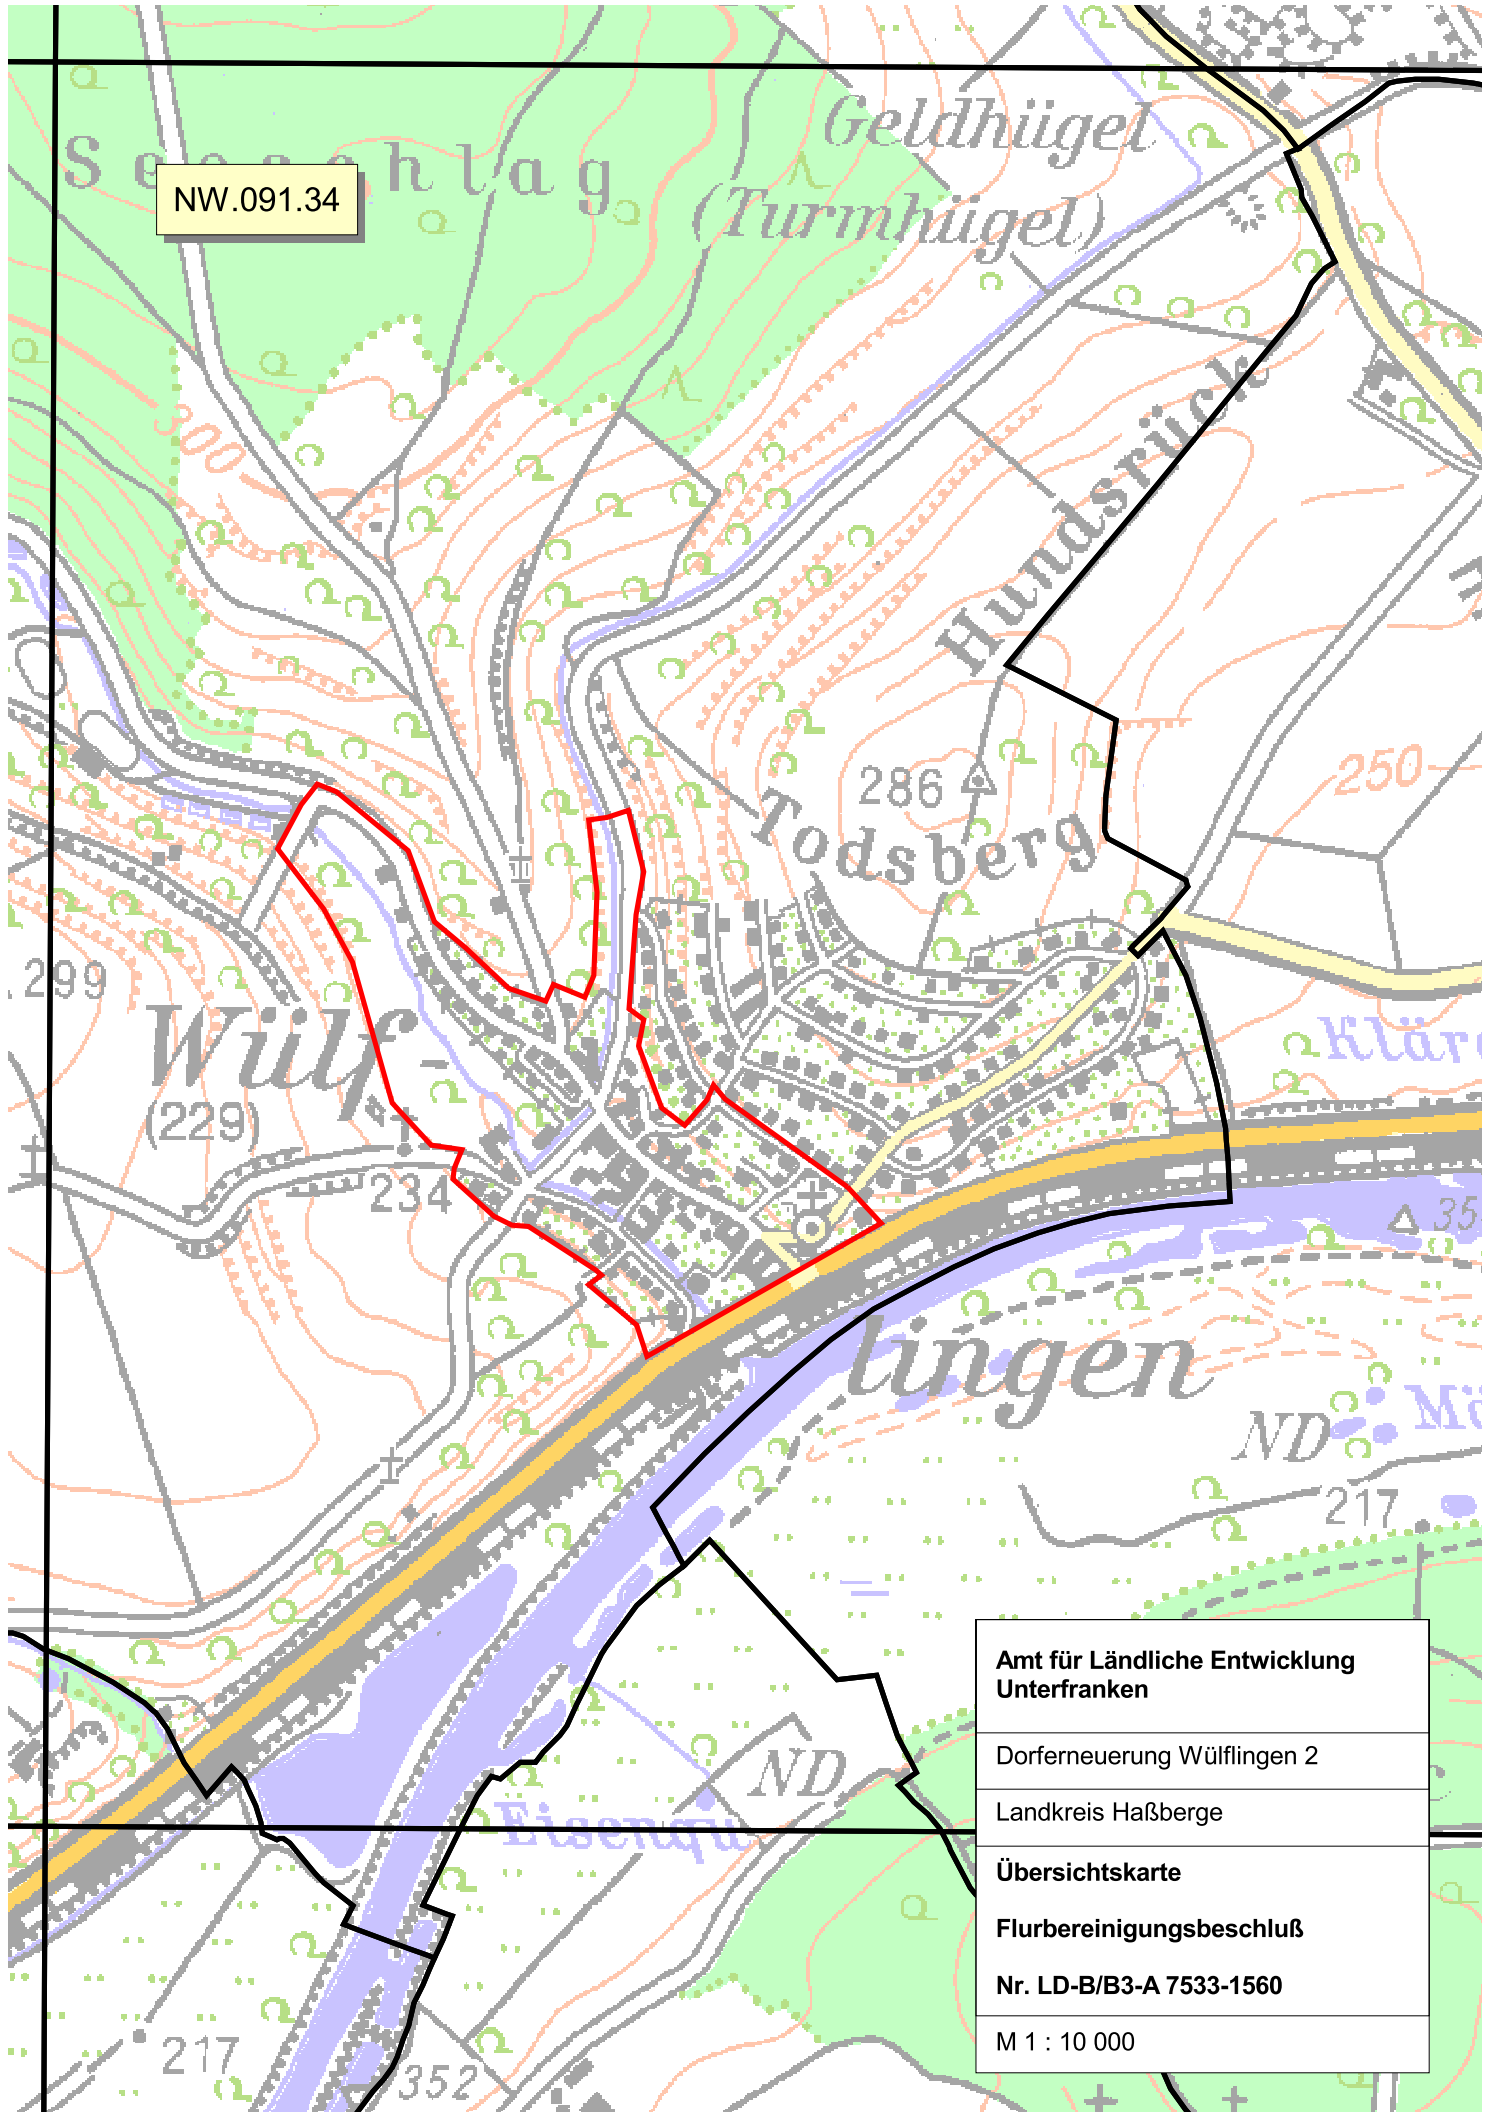 Geldhügel
NW.091.34
(Turmhügel)
300
Hundsrück
286
250
Todsberg
299
Wülf-
(229)
234
35
lingen
ND
217
ND
217
352
Amt für Ländliche Entwicklung
Unterfranken
Dorferneuerung Wülflingen 2
Landkreis Haßberge
Übersichtskarte
Flurbereinigungsbeschluß
Nr. LD-B/B3-A 7533-1560
M 1 : 10 000